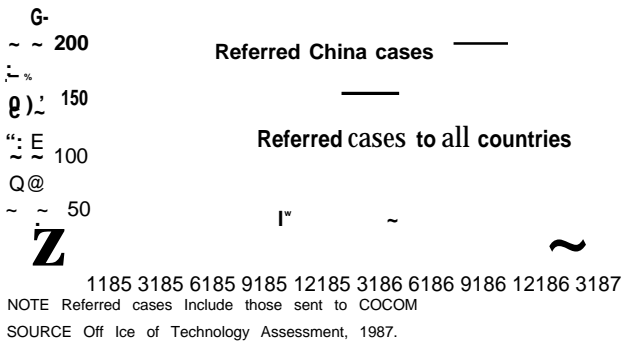 G-
~ ~ 200
Referred China cases
150
Referred cases to all countries
“: E
~ ~ 100
Q@
~ ~ 50
I" ~
z ~
1185 3185 6185 9185 12185 3186 6186 9186 12186 3187
NOTE Referred cases Include those sent to COCOM
SOURCE Off Ice of Technology Assessment, 1987.